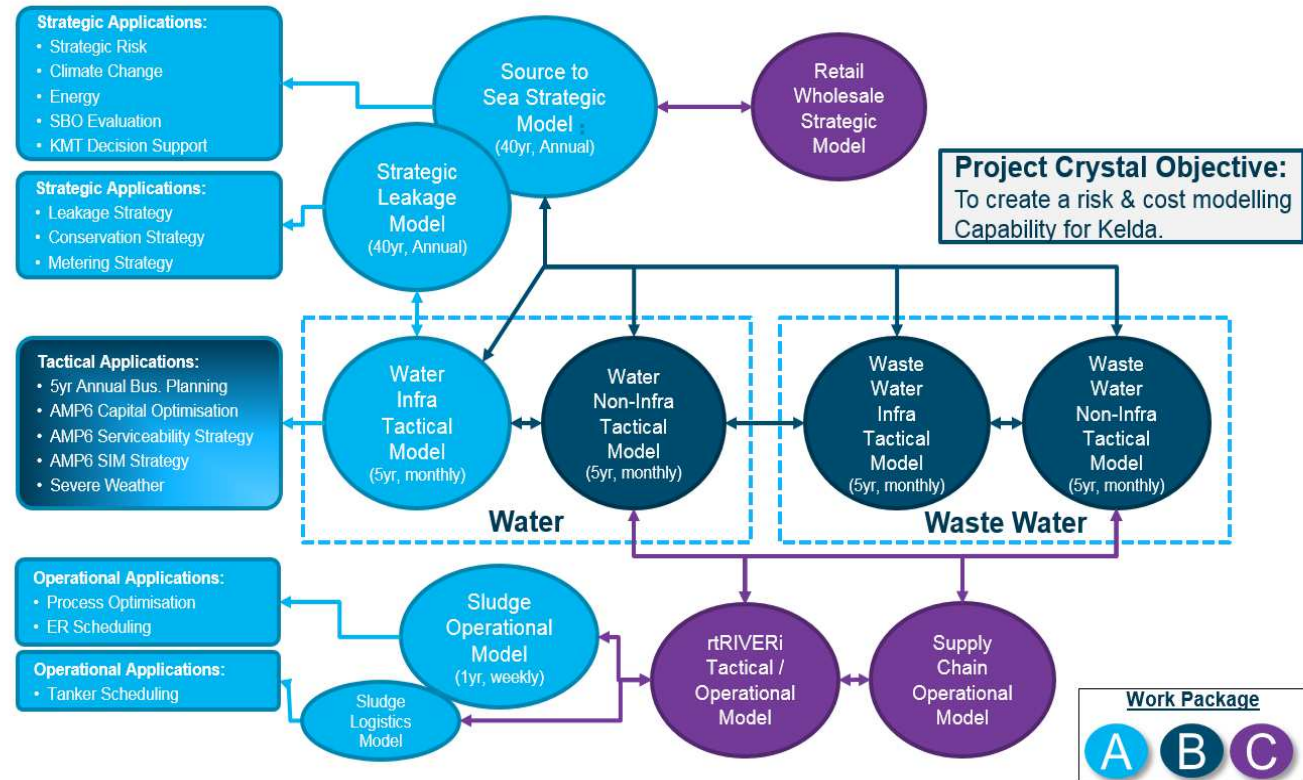 Strategic Applications:
• Strategic Risk
• Climate Change
• Energy
• SBO Evaluation
• KMT Decision Support
Source to
Sea Strategic
Model :
(40yr, Annual)
Retail
Wholesale
Strategic
Model
Strategic Applications:
• Leakage Strategy
• Conservation Strategy
• Metering Strategy
Strategic
Leakage
Model
(40yr, Annual)
Project Crystal Objective:
To create a risk & cost modelling
Capability for Kelda.
Tactical Applications:
• 5yr Annual Bus. Planning
• AMP6 Capital Optimisation
• AMP6 Serviceability Strategy
• AMP6 SIM Strategy
• Severe Weather
Water
Infra
Tactical
Model
(5yr, monthly)
Water
Non-Infra
Tactical
Model
(5yr, monthly)
Water
Waste
Water
Infra
Tactical
Model
(5yr, monthly)
Waste
Water
Non-Infra
Tactical
Model
(5yr, monthly)
Waste Water
Operational Applications:
• Process Optimisation
• ER Scheduling
Operational Applications:
• Tanker Scheduling
Sludge
Operational
Model
(1yr, weekly)
Sludge
Logistics
Model
rtRIVERi
Tactical /
Operational
Model
Supply
Chain
Operational
Model
Work Package
A B C